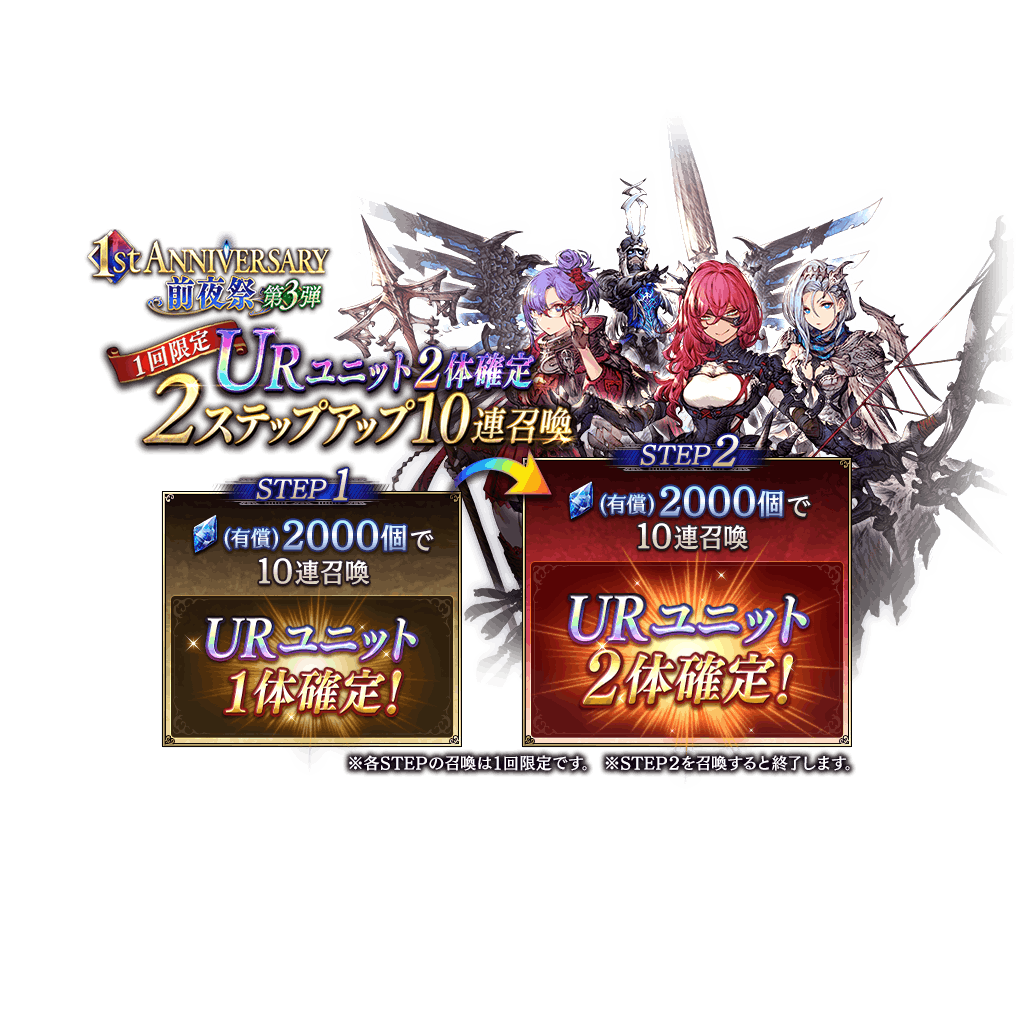 1st ANNIVERSARY
前夜祭 第3弾
1回限定 URユニット2体確定
2ステップアップ10連召喚
STEP 1
(有償)2000個で
10連召喚
URユニット
1体確定!
STEP 2
(有償)2000個で
10連召喚
URユニット
2体確定!
※各STEPの召喚は1回限定です。 ※STEP2を召喚すると終了します。